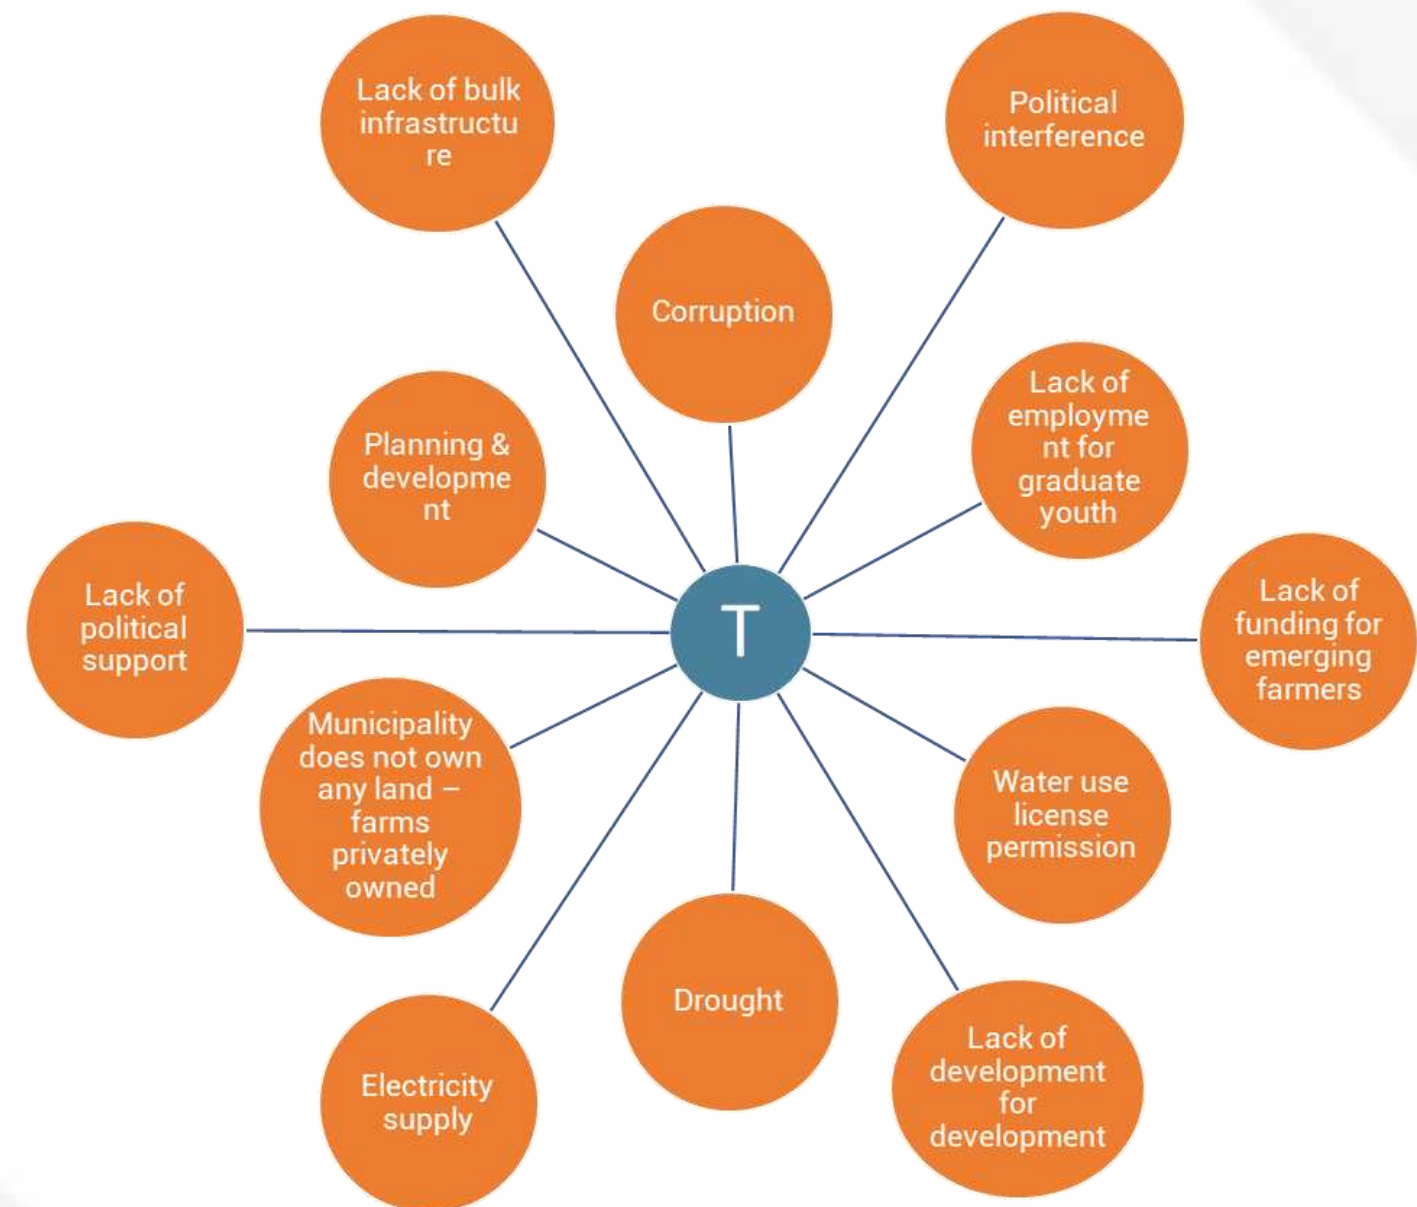 Lack of bulk
infrastructu
re
Political
interference
Corruption
Lack of
employme
nt for
graduate
youth
Planning &
developme
nt
Lack of
political
support
T
Lack of
funding for
emerging
farmers
Municipality
does not own
any land –
farms
privately
owned
Water use
license
permission
Drought
Lack of
development
for
development
Electricity
supply